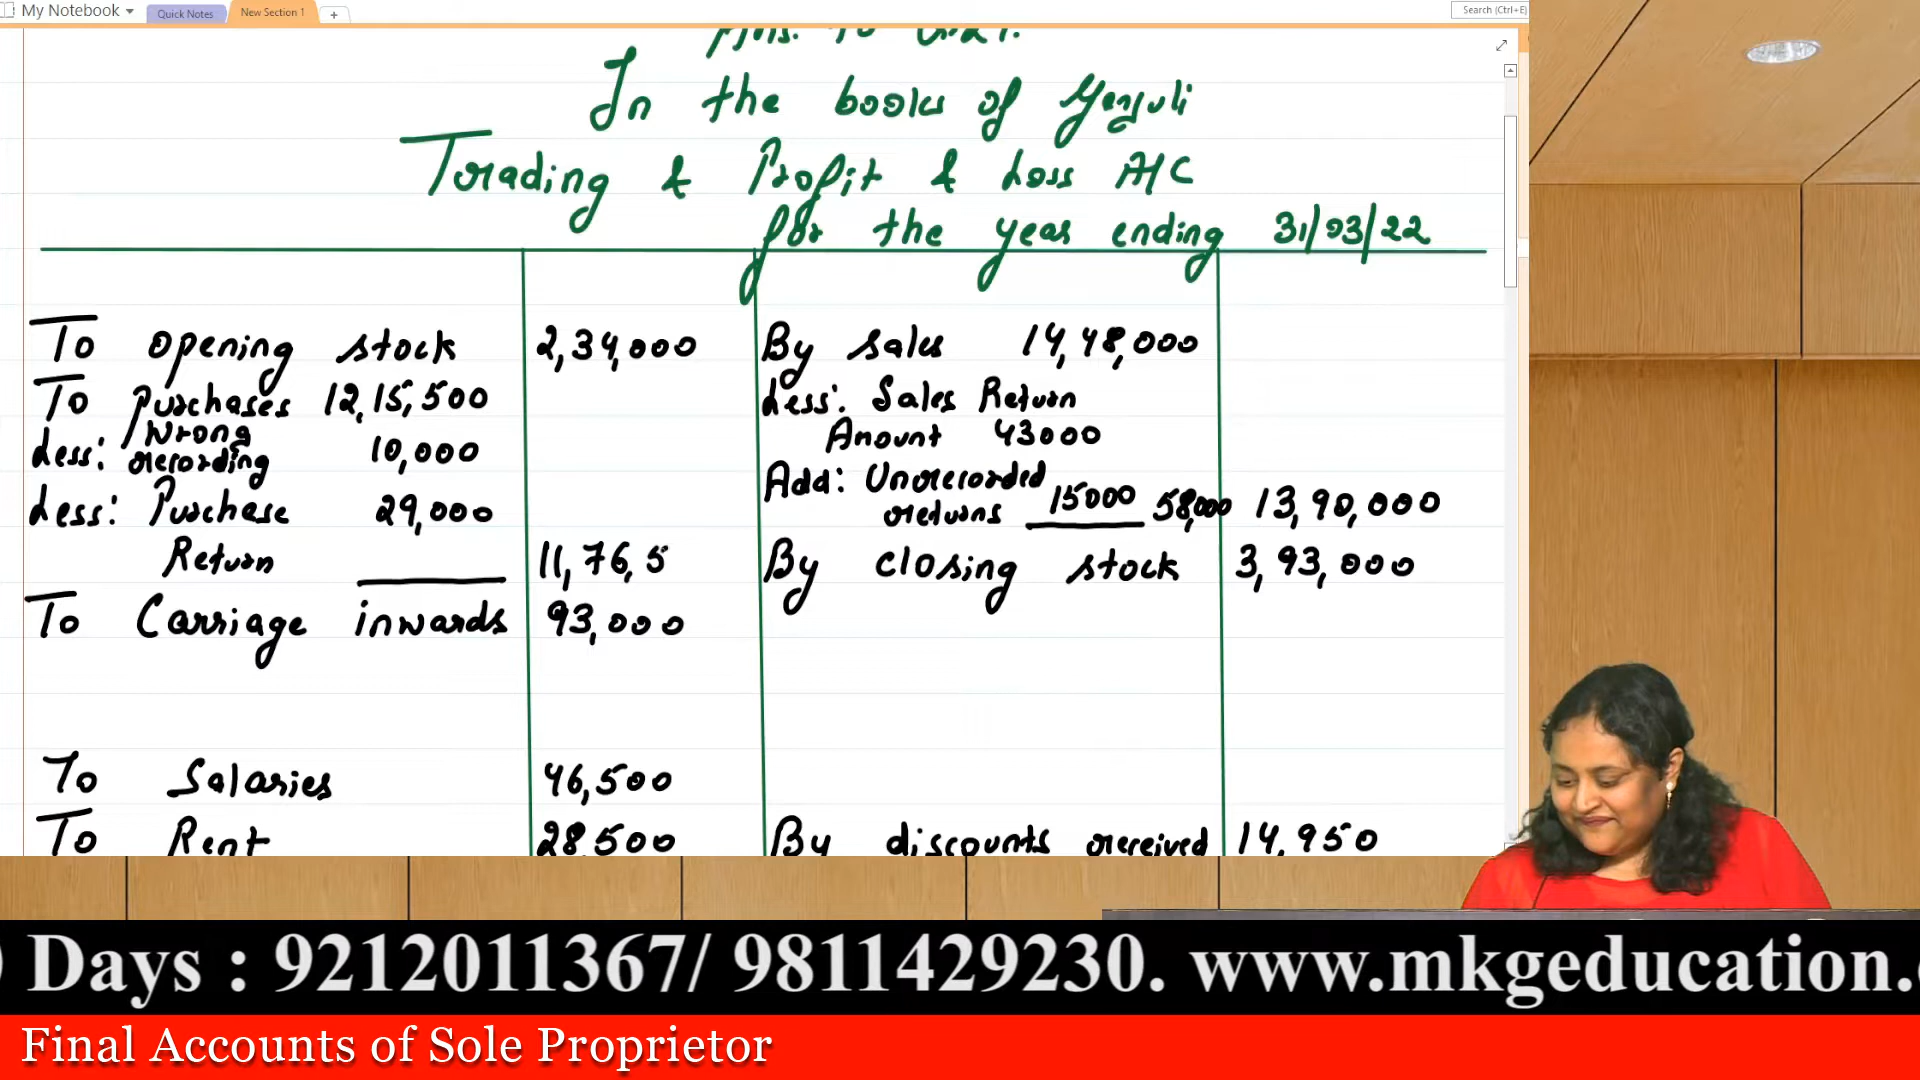 My Notebook
Quick Notes
New Section 1
+
Search (Ctrl+E)
In the books of
Trading & Profit & Loss A/C
for the year ending 31/03/22
To Opening stock 2,34,000
To Purchases 12,15,500
Less: Wrong recording 10,000
Less: Purchase Return 29,000
11,76,5
To Carriage inwards 93,000
To Salaries 46,500
To Rent 28,500
By Sales 14,48,000
Less: Sales Return
Amount 43000
Add: Unrecorded
returns 15000 58,000 13,90,000
By closing stock 3,93,000
By discounts received 14,950
) Days : 9212011367/ 9811429230. www.mkgeducation.
Final Accounts of Sole Proprietor